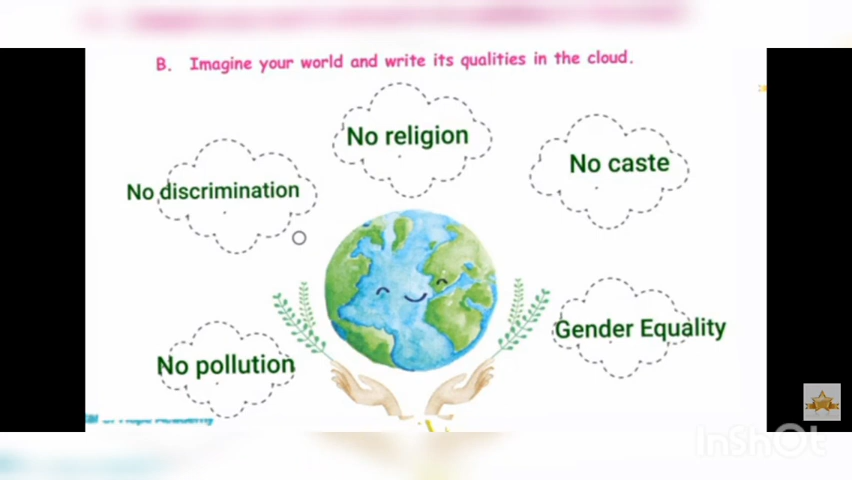 B. Imagine your world and write its qualities in the cloud.
No religion
No caste
No discrimination
Gender Equality
No pollution
InShOt